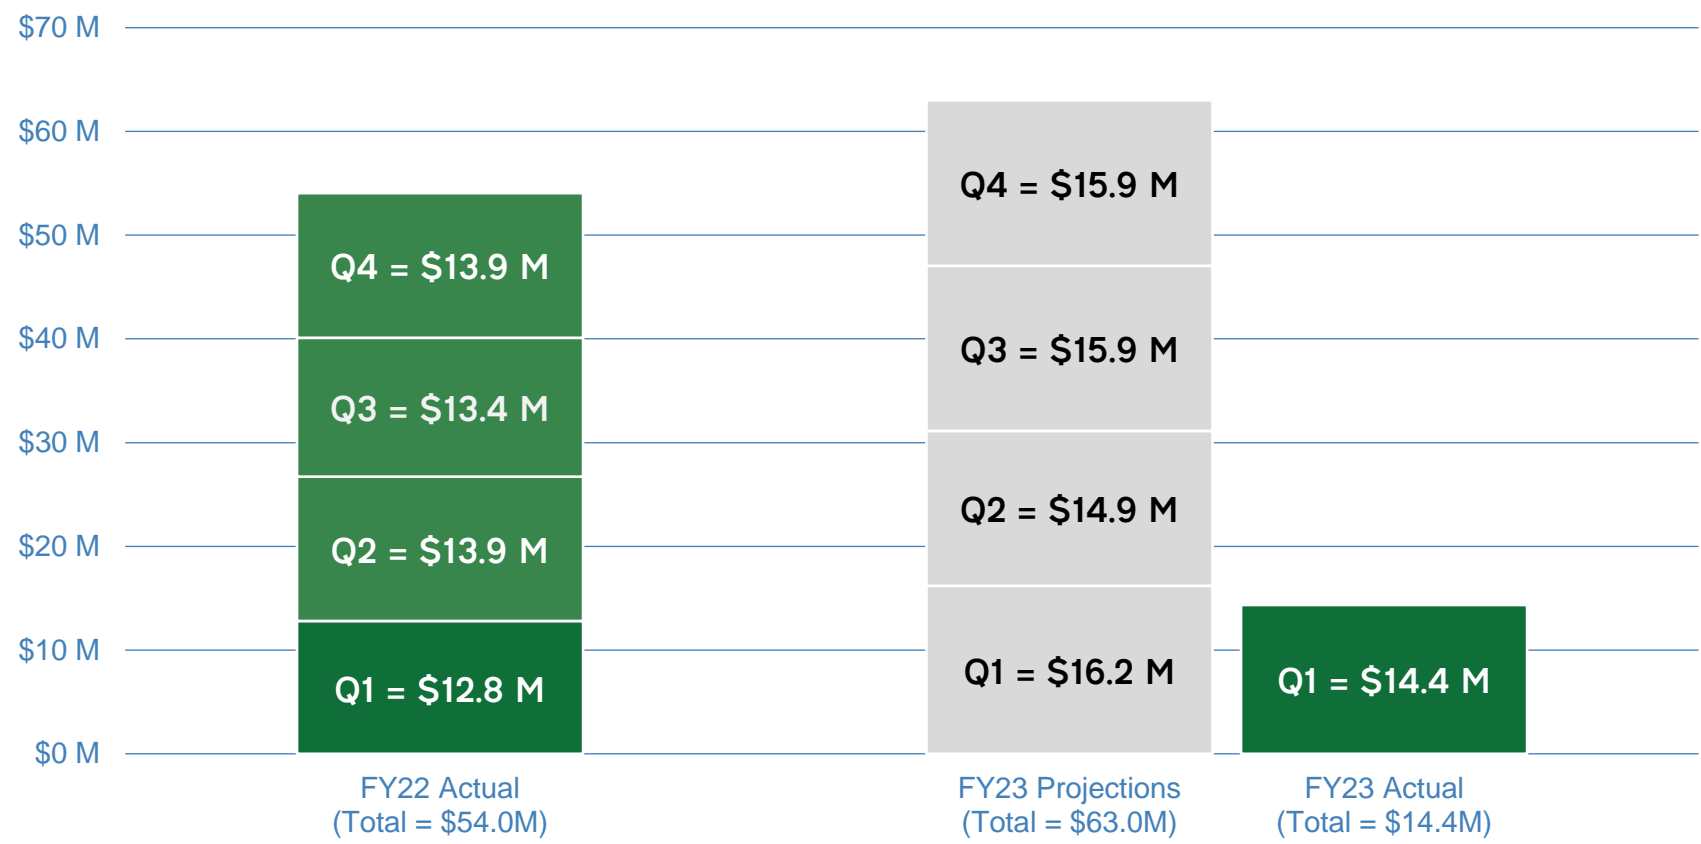 $70 M
$60 M
$50 M
$40 M
$30 M
$20 M
$10 M
$0 M
Q4 = $13.9 M
Q3 = $13.4 M
Q2 = $13.9 M
Q1 = $12.8 M
Q4 = $15.9 M
Q3 = $15.9 M
Q2 = $14.9 M
Q1 = $16.2 M
Q1 = $14.4 M
FY22 Actual
(Total = $54.0M)
FY23 Projections
(Total = $63.0M)
FY23 Actual
(Total = $14.4M)